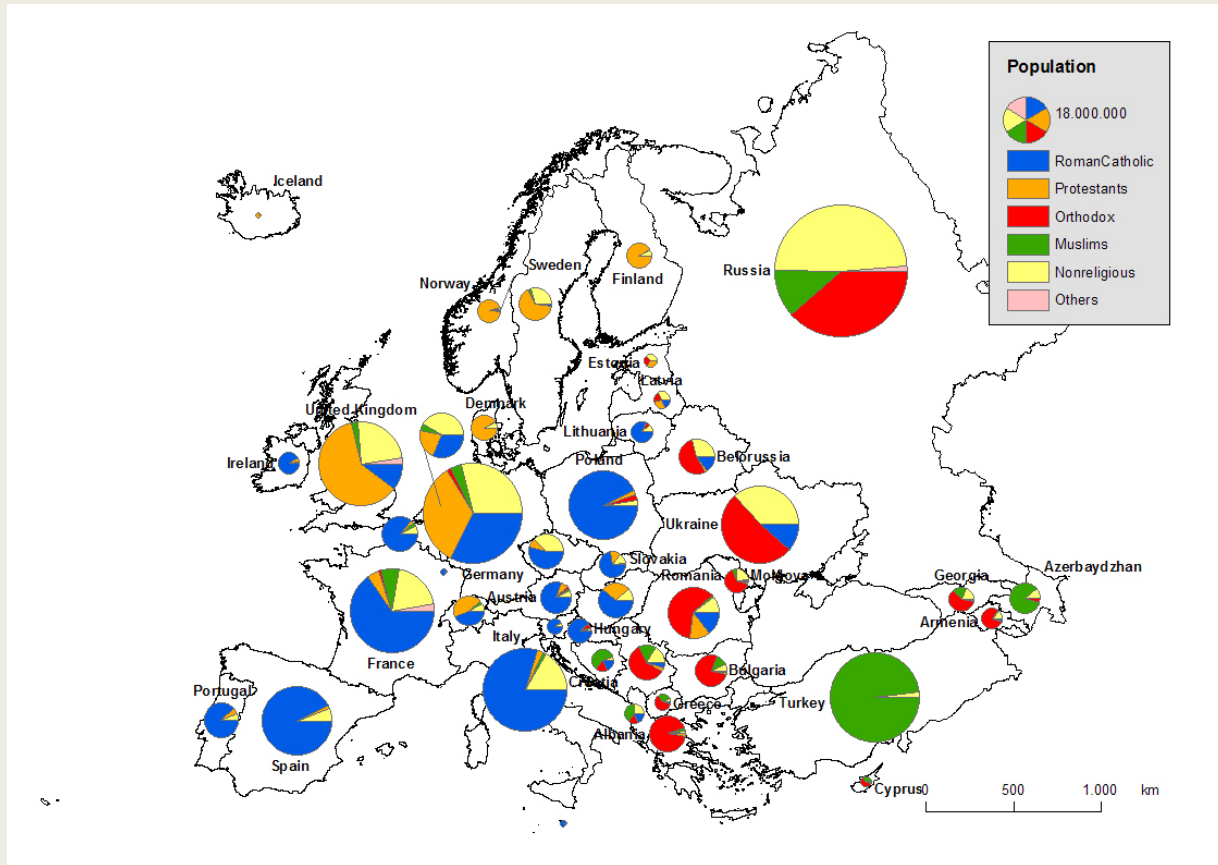 Population
18.000.000
RomanCatholic
Protestants
Orthodox
Muslims
Nonreligious
Others
Iceland
Russia
Sweden
Finland
Norway
Estonia
Latvia
Denmark
United Kingdom
Lithuania
Ireland
Poland
Belorussia
Ukraine
Slovakia
Germany
Romania
Moldova
Georgia
Azerbaydzhan
Austria
Armenia
Hungary
Italy
France
Croatia
Bulgaria
Portugal
Greece
Turkey
Albania
Spain
Cyprus
0 500 1.000 km